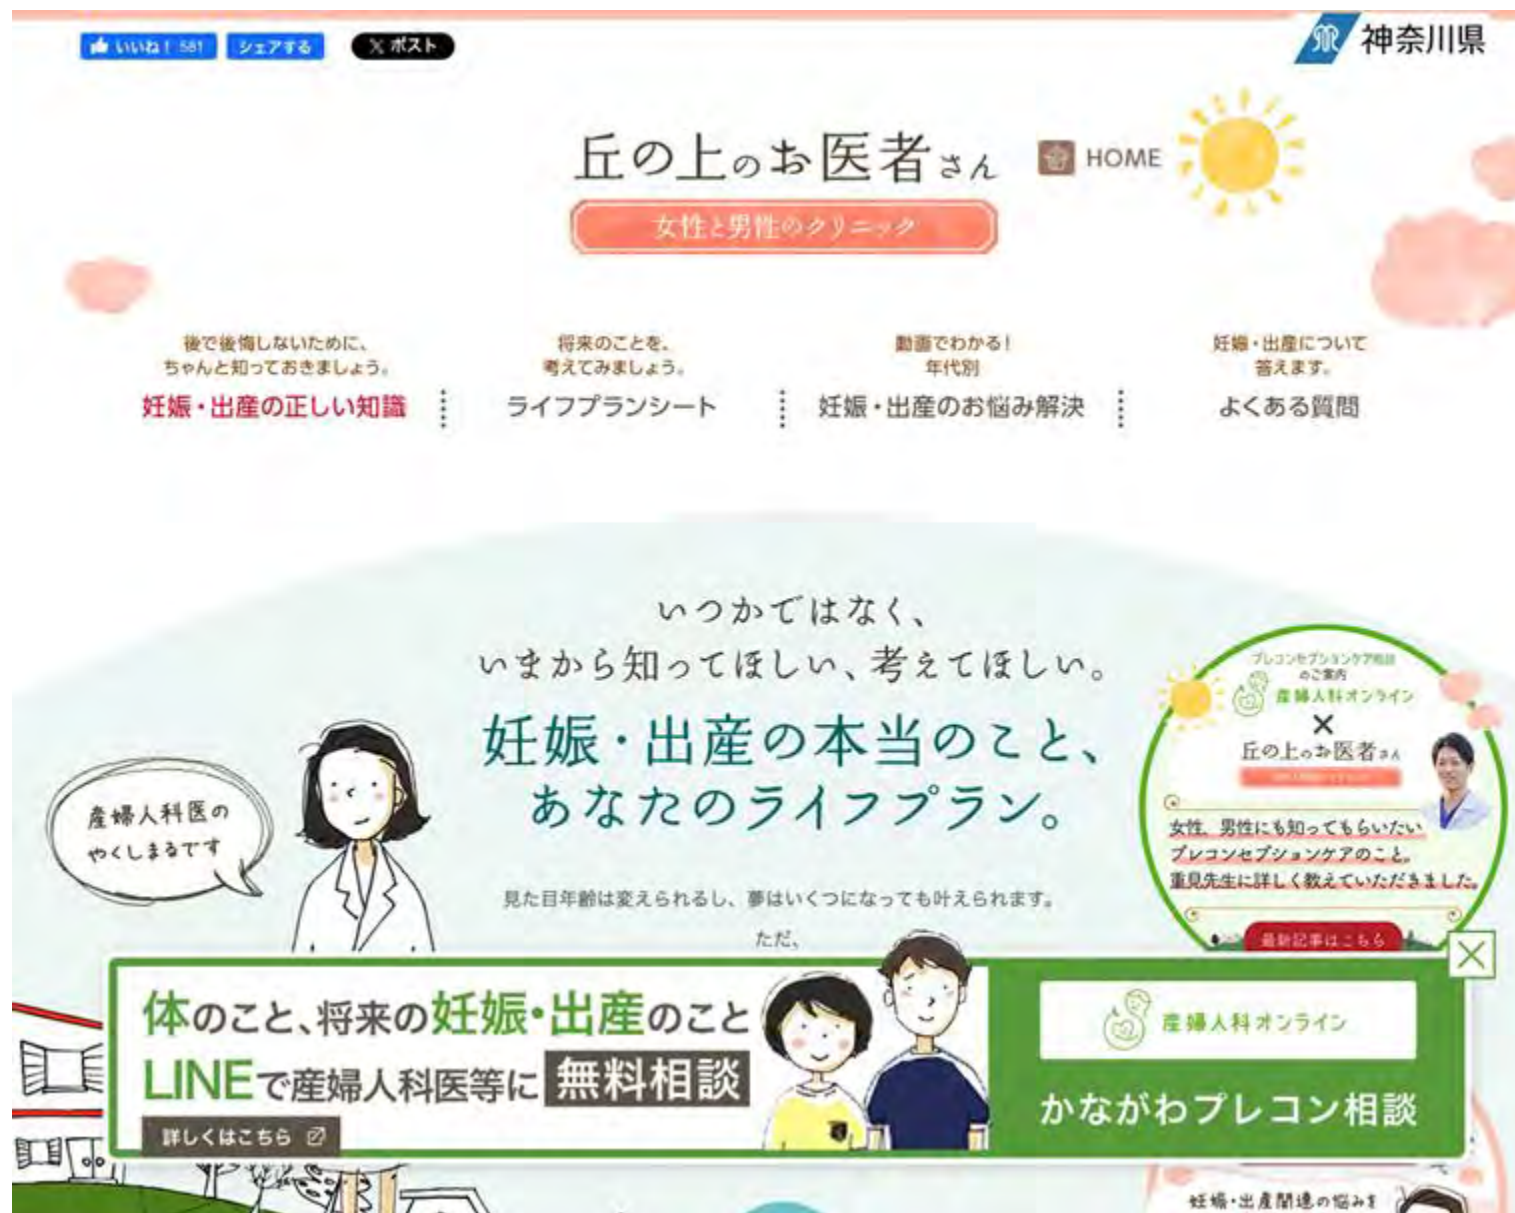 いいね！ 581
シェアする
ポスト
神奈川県
丘の上のお医者さん
HOME
女性と男性のクリニック
後で後悔しないために、
ちゃんと知っておきましょう。
妊娠・出産の正しい知識
将来のことを、
考えてみましょう。
ライフプランシート
動画でわかる！
年代別
妊娠・出産のお悩み解決
妊娠・出産について
答えます。
よくある質問
いつかではなく、
いまから知ってほしい、考えてほしい。
妊娠・出産の本当のこと、
あなたのライフプラン。
産婦人科医の
やくしまるです
見た目年齢は変えられるし、夢はいくつになっても叶えられます。
ただ、
プレコンセプションケア相談
のご案内
産婦人科オンライン
×
丘の上のお医者さん
女性、男性にも知ってもらいたい
プレコンセプションケアのこと。
重見先生に詳しく教えていただきました。
最新記事はこちら
体のこと、将来の妊娠・出産のこと
LINEで産婦人科医等に 無料相談
詳しくはこちら
産婦人科オンライン
かながわプレコン相談
妊娠・出産関連の悩みを